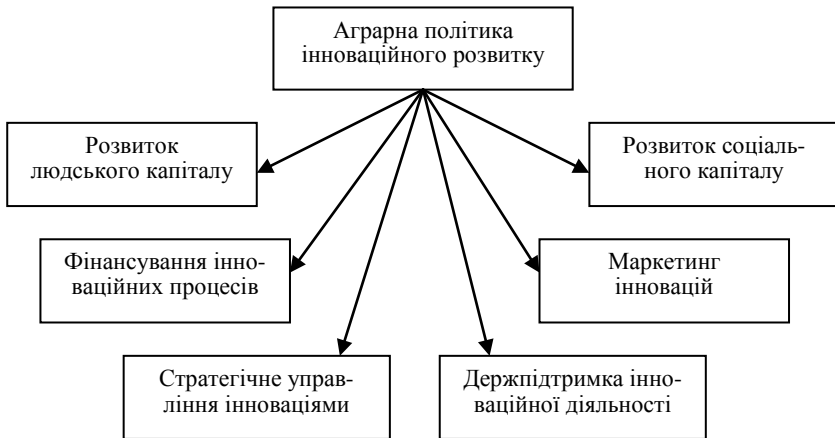 Аграрна політика
інноваційного розвитку
Розвиток
людського капіталу
Розвиток соціаль-
ного капіталу
Фінансування інно-
ваційних процесів
Маркетинг
інновацій
Стратегічне управ-
ління інноваціями
Держпідтримка інно-
ваційної діяльності